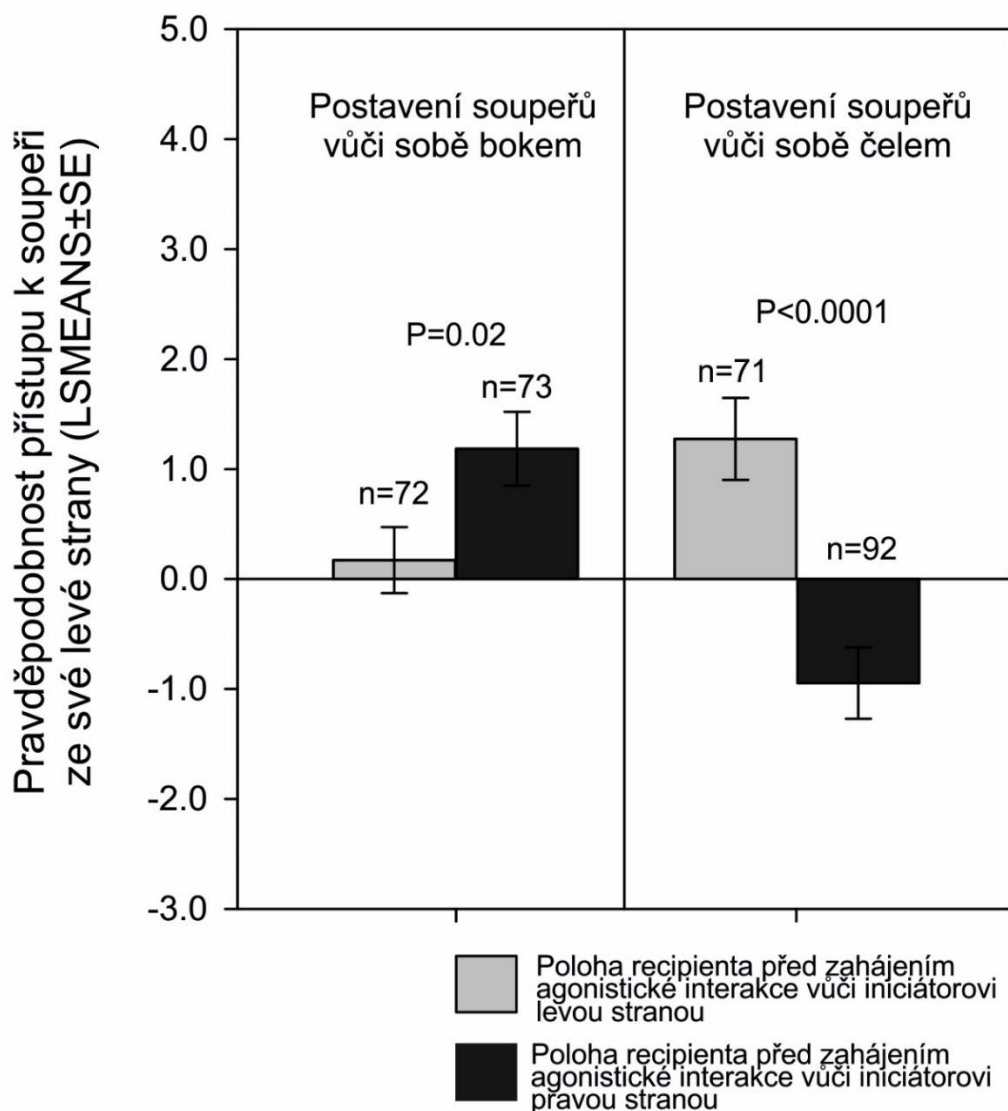 Pravděpodobnost přístupu k soupeři
ze své levé strany (LSMEANS±SE)
5.0
4.0
3.0
2.0
1.0
0.0
-1.0
-2.0
-3.0
Postavení soupeřů
vůči sobě bokem
P=0.02
n=72
n=73
Postavení soupeřů
vůči sobě čelem
P<0.0001
n=71
n=92
Poloha recipienta před zahájením
agonistické interakce vůči iniciátorovi
levou stranou
Poloha recipienta před zahájením
agonistické interakce vůči iniciátorovi
pravou stranou